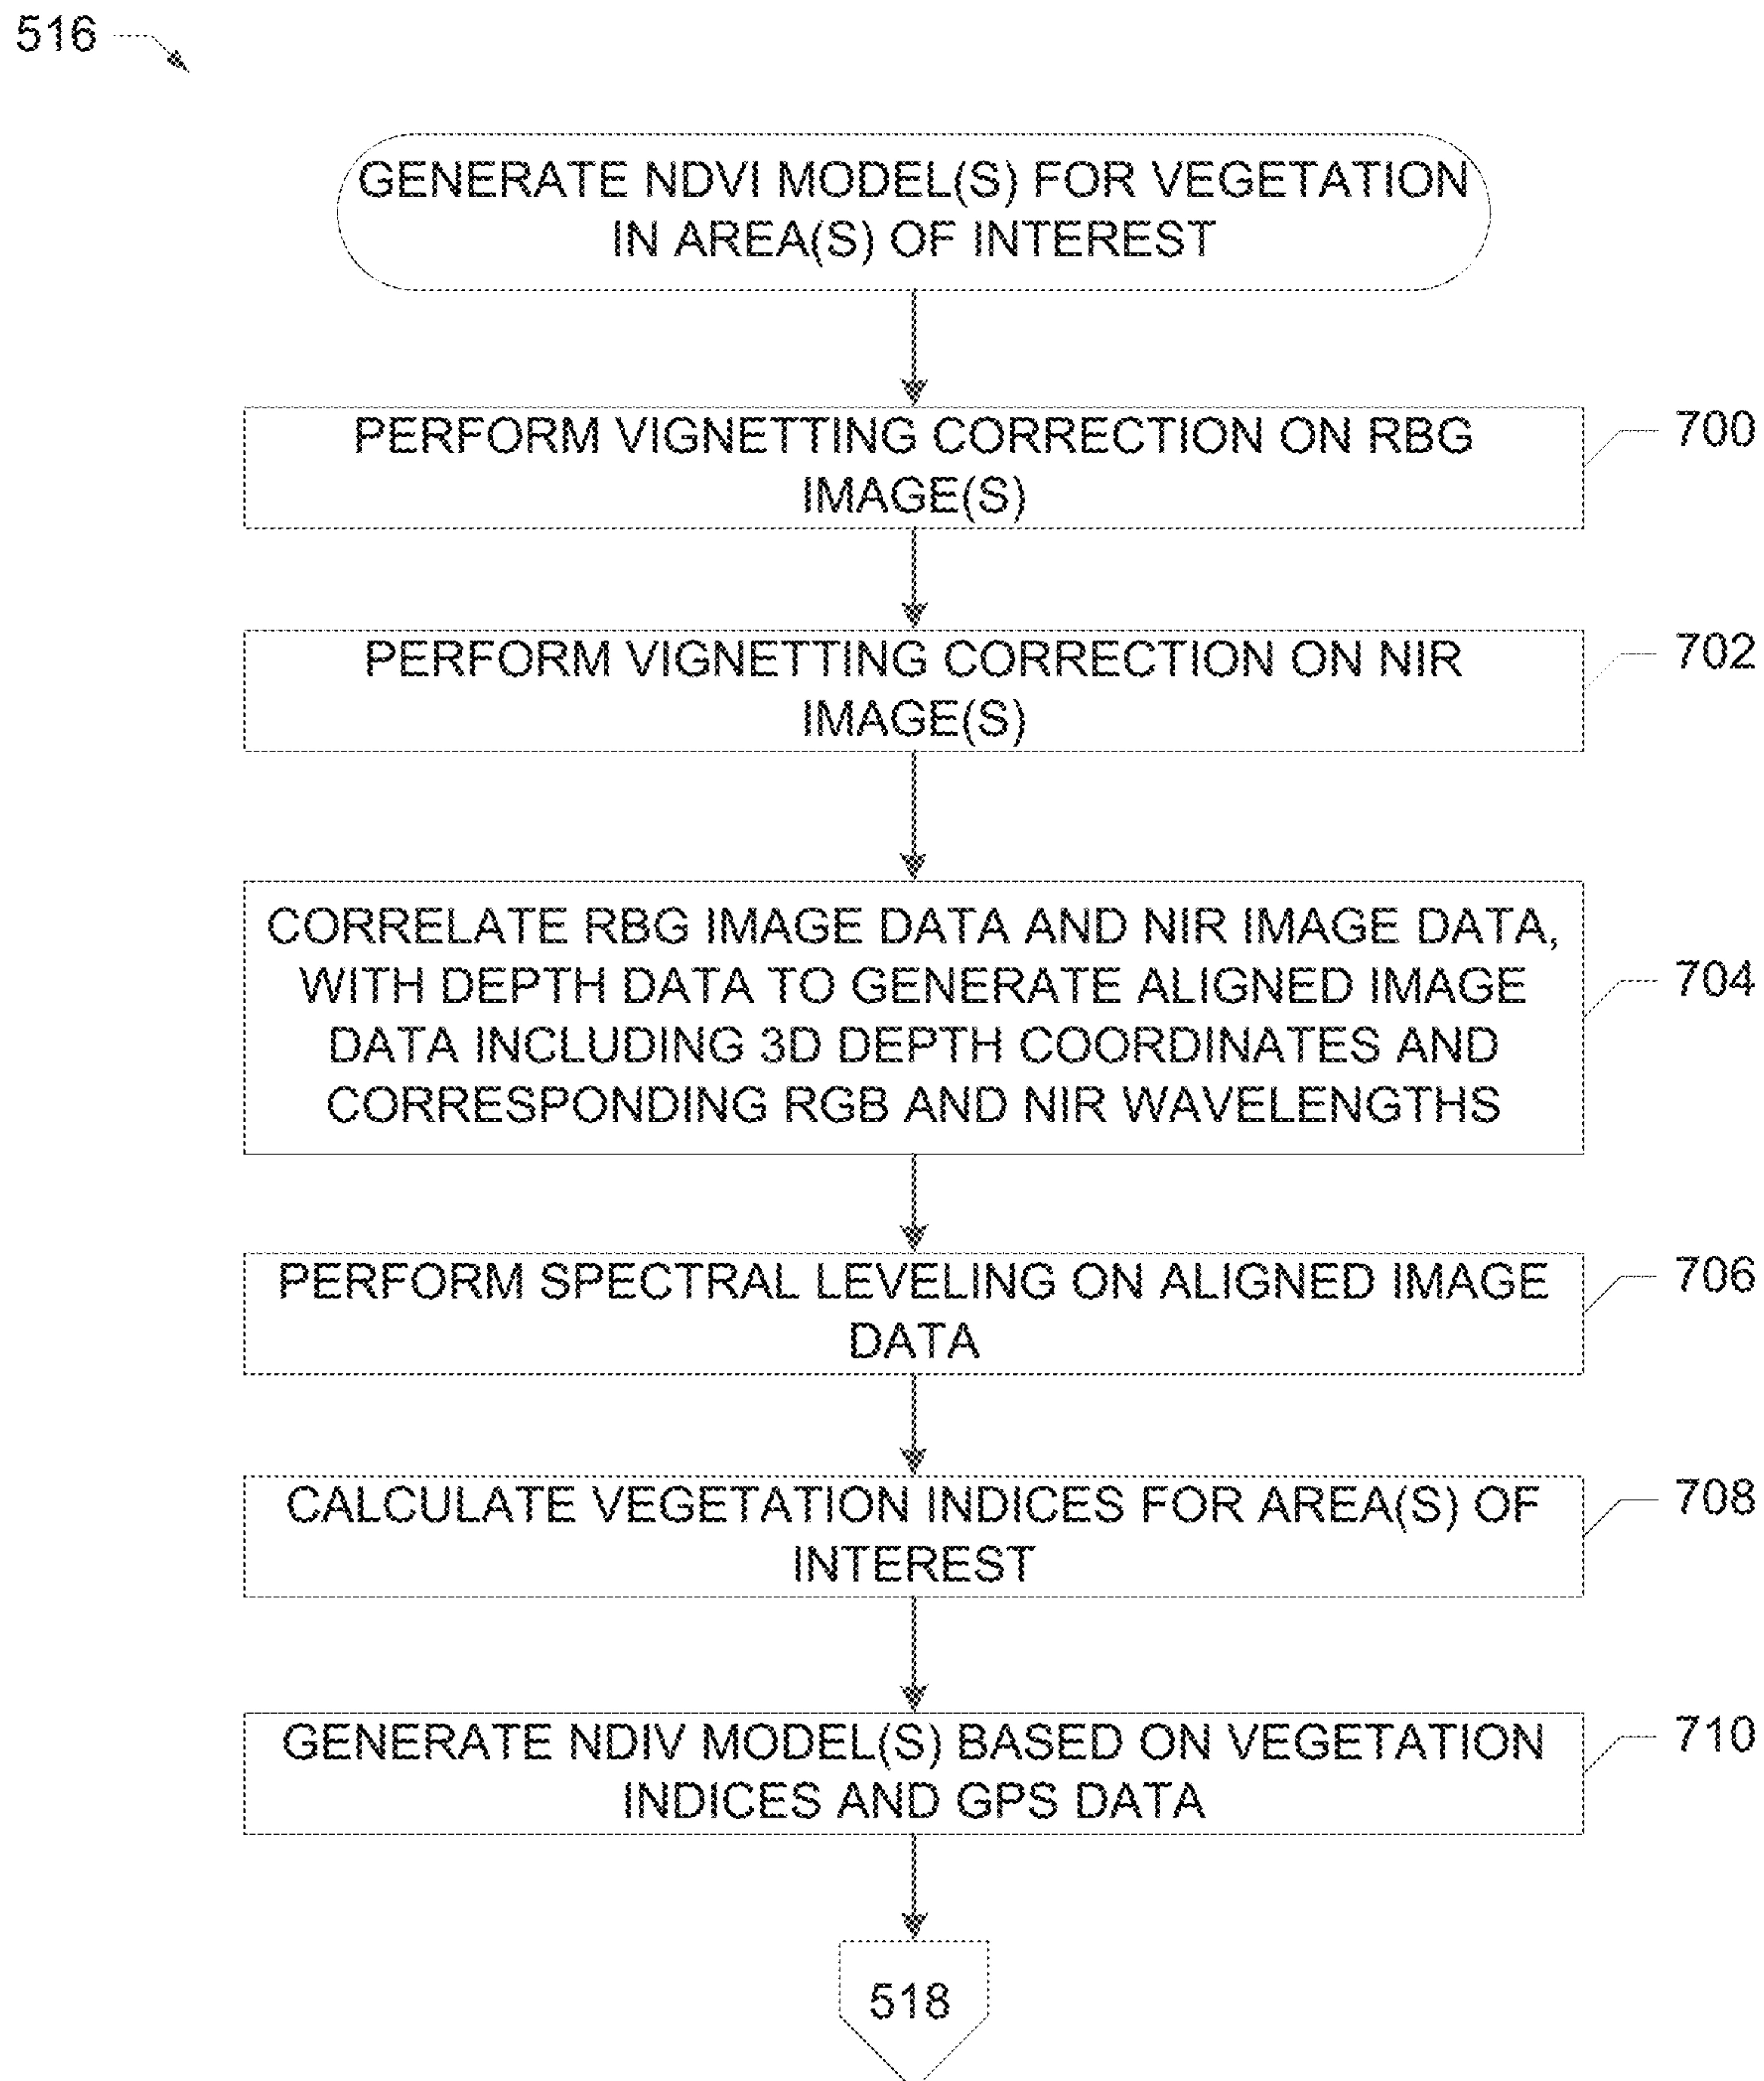 516
GENERATE NDVI MODEL(S) FOR VEGETATION
IN AREA(S) OF INTEREST
PERFORM VIGNETTING CORRECTION ON RBG
IMAGE(S)
700
PERFORM VIGNETTING CORRECTION ON NIR
IMAGE(S)
702
CORRELATE RBG IMAGE DATA AND NIR IMAGE DATA,
WITH DEPTH DATA TO GENERATE ALIGNED IMAGE
DATA INCLUDING 3D DEPTH COORDINATES AND
CORRESPONDING RGB AND NIR WAVELENGTHS
704
PERFORM SPECTRAL LEVELING ON ALIGNED IMAGE
DATA
706
CALCULATE VEGETATION INDICES FOR AREA(S) OF
INTEREST
708
GENERATE NDIV MODEL(S) BASED ON VEGETATION
INDICES AND GPS DATA
710
518